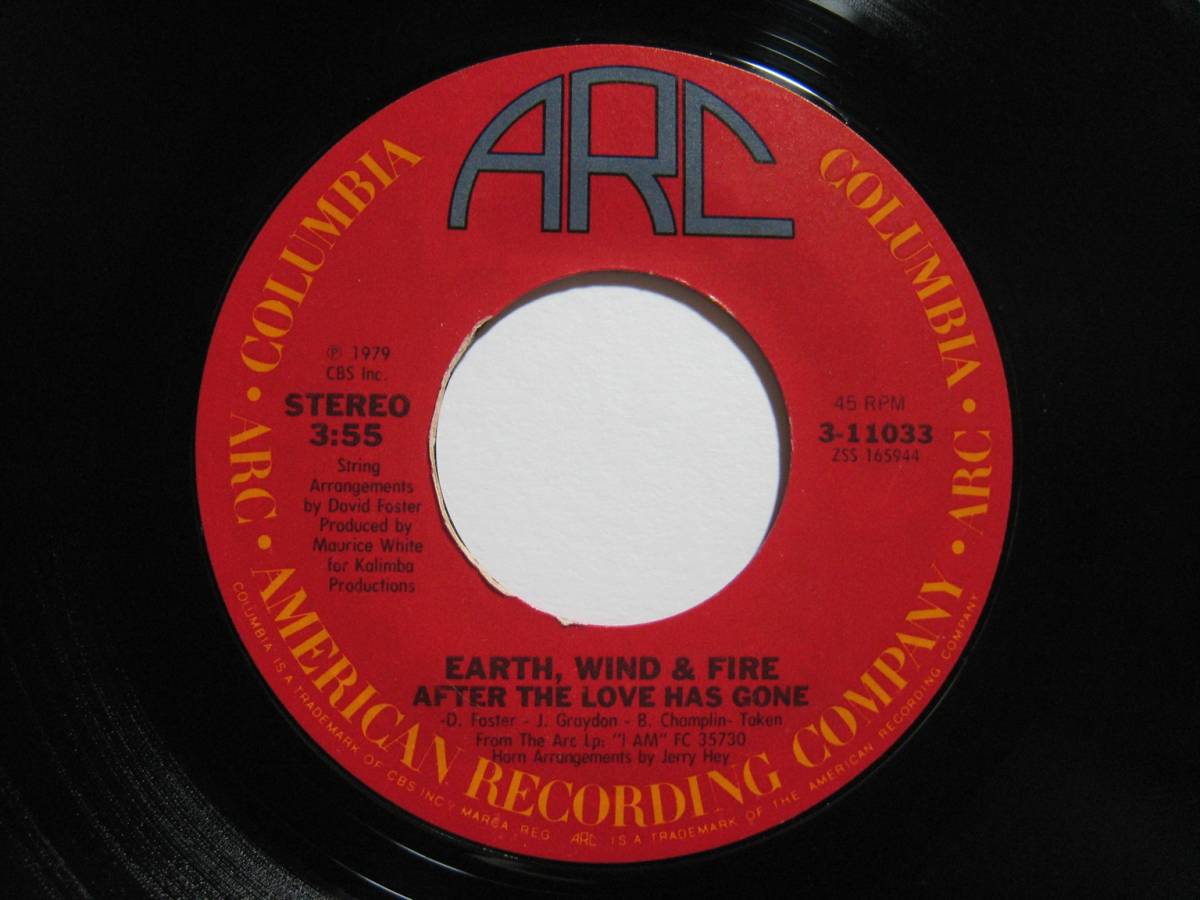 ARC
COLUMBIA • ARC • AMERICAN RECORDING COMPANY • ARC • COLUMBIA
℗ 1979
CBS Inc.
STEREO
3:55
String
Arrangements
by David Foster
Produced by
Maurice White
for Kalimba
Productions
45 RPM
3-11033
ZSS 165944
EARTH, WIND & FIRE
AFTER THE LOVE HAS GONE
-D. Foster - J. Graydon - B. Champlin- Taken
From The Arc Lp: "I AM" FC 35730
Horn Arrangements by Jerry Hey
COLUMBIA IS A TRADEMARK OF CBS INC. MARCA REG. ARC IS A TRADEMARK OF THE AMERICAN RECORDING COMPANY